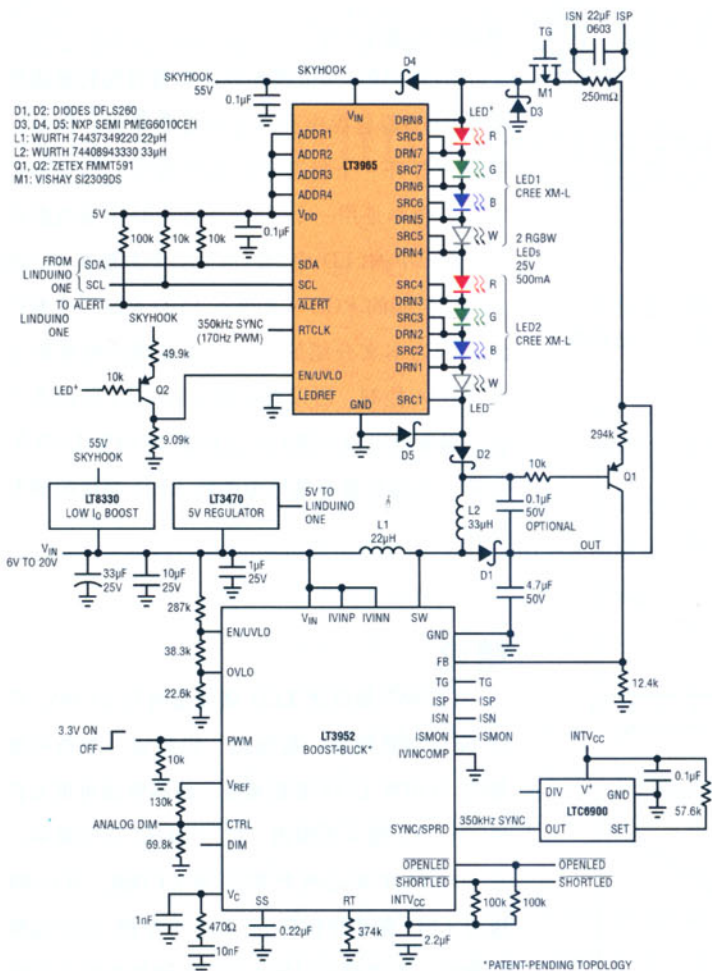 ISN
ISP
22µF
0603
TG
M1
250mΩ
D4
SKYHOOK
55V
SKYHOOK
0.1µF
D3
D1, D2: DIODES DFLS260
D3, D4, D5: NXP SEMI PMEG6010CEH
L1: WURTH 74437349220 22µH
L2: WURTH 74408943330 33µH
Q1, Q2: ZETEX FMMT591
M1: VISHAY Si2309DS
VIN
LED+
ADDR1
ADDR2
ADDR3
ADDR4
VDD
LT3965
DRN8
SRC8
DRN7
SRC7
DRN6
SRC6
DRN5
SRC5
DRN4
SRC4
DRN3
SRC3
DRN2
SRC2
DRN1
SRC1
R
G
B
W
LED1
CREE XM-L
2 RGBW
LEDs
25V
500mA
R
G
B
W
LED2
CREE XM-L
LED–
5V
100k
10k
10k
0.1µF
FROM
LINDUINO
ONE
SDA
SCL
SDA
SCL
TO
LINDUINO
ONE
ALERT
ALERT
SKYHOOK
350kHz SYNC
(170Hz PWM)
RTCLK
49.9k
LED+
10k
Q2
EN/UVLO
LEDREF
GND
9.09k
D5
D2
294k
10k
Q1
55V
SKYHOOK
LT8330
LOW IQ BOOST
LT3470
5V REGULATOR
5V TO
LINDUINO
ONE
L2
33µH
0.1µF
50V
OPTIONAL
L1
22µH
VIN
6V TO 20V
OUT
D1
33µF
25V
10µF
25V
1µF
25V
4.7µF
50V
287k
38.3k
22.6k
VIN
IVINP
IVINN
SW
EN/UVLO
OVLO
GND
FB
12.4k
TG
TG
ISP
ISP
ISN
ISN
ISMON
ISMON
IVINCOMP
LT3952
BOOST-BUCK*
3.3V ON
OFF
PWM
10k
VREF
130k
ANALOG DIM
CTRL
69.8k
DIM
INTVCC
0.1µF
DIV
V+
GND
57.6k
LTC6900
350kHz SYNC
SYNC/SPRD
OUT
SET
OPENLED
OPENLED
SHORTLED
SHORTLED
100k
100k
VC
SS
RT
INTVCC
1nF
470Ω
10nF
0.22µF
374k
2.2µF
*PATENT-PENDING TOPOLOGY